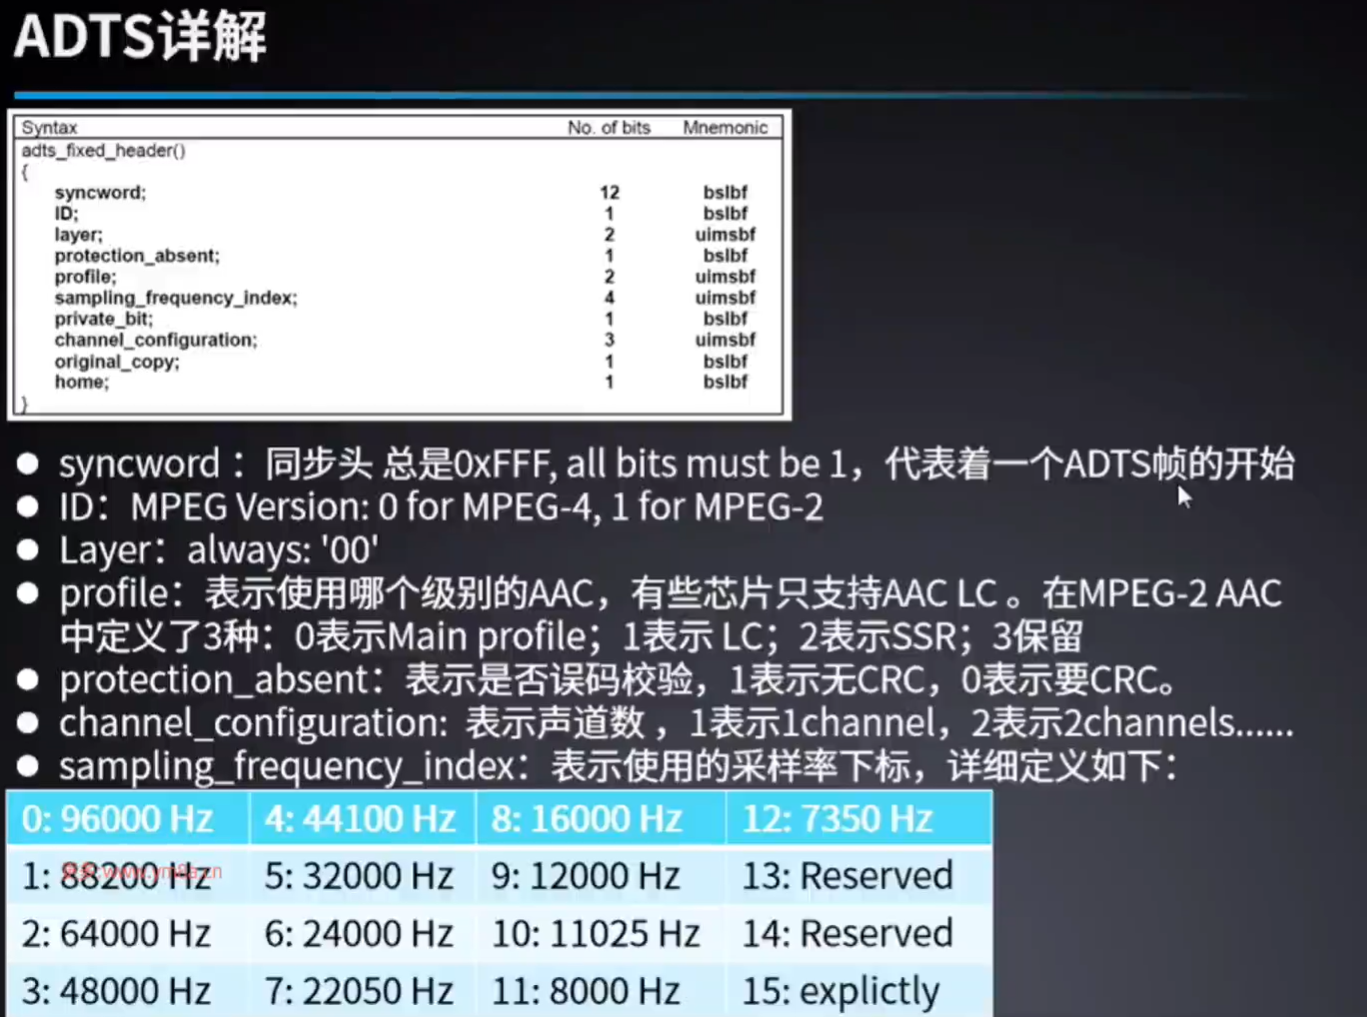 ADTS详解
Syntax No. of bits Mnemonic
adts_fixed_header()
{
syncword; 12 bslbf
ID; 1 bslbf
layer; 2 uimsbf
protection_absent; 1 bslbf
profile; 2 uimsbf
sampling_frequency_index; 4 uimsbf
private_bit; 1 bslbf
channel_configuration; 3 uimsbf
original_copy; 1 bslbf
home; 1 bslbf
}
● syncword ：同步头 总是0xFFF, all bits must be 1，代表着一个ADTS帧的开始
● ID：MPEG Version: 0 for MPEG-4, 1 for MPEG-2
● Layer：always: '00'
● profile：表示使用哪个级别的AAC，有些芯片只支持AAC LC 。在MPEG-2 AAC
中定义了3种：0表示Main profile；1表示 LC；2表示SSR；3保留
● protection_absent：表示是否误码校验，1表示无CRC，0表示要CRC。
● channel_configuration: 表示声道数 ，1表示1channel，2表示2channels......
● sampling_frequency_index：表示使用的采样率下标，详细定义如下：
0: 96000 Hz 4: 44100 Hz 8: 16000 Hz 12: 7350 Hz
1: 88200 Hz 5: 32000 Hz 9: 12000 Hz 13: Reserved
2: 64000 Hz 6: 24000 Hz 10: 11025 Hz 14: Reserved
3: 48000 Hz 7: 22050 Hz 11: 8000 Hz 15: explictly